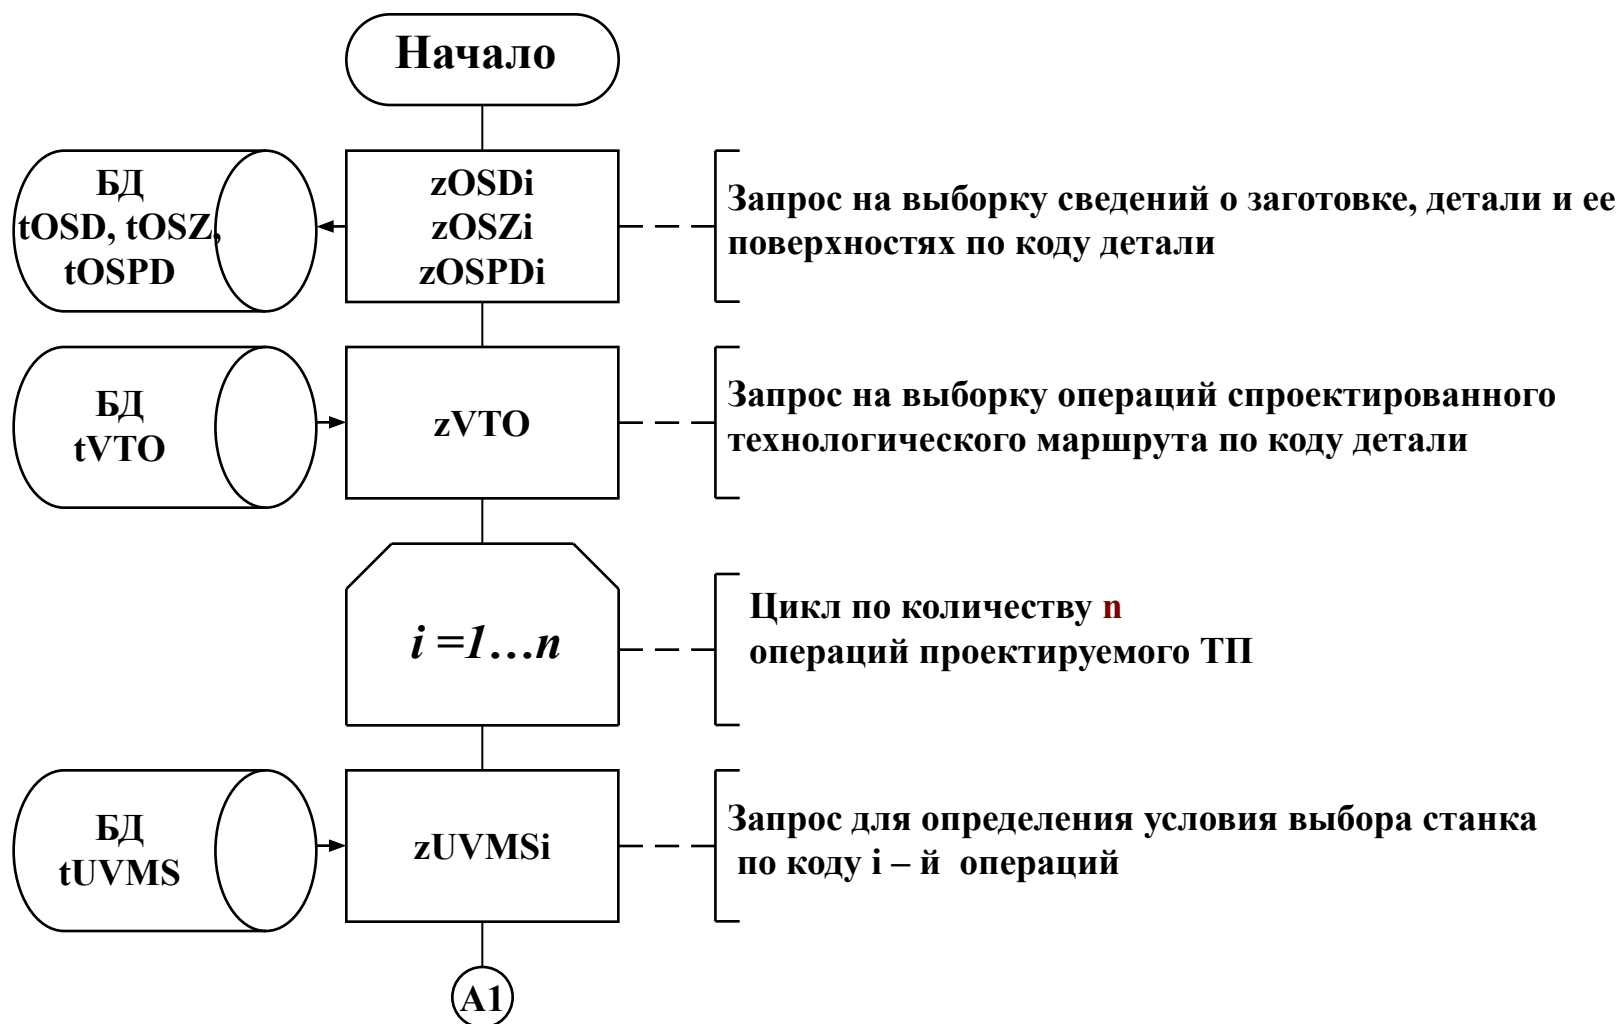 Начало
БД
tOSD, tOSZ,
tOSPD
zOSDi
zOSZi
zOSPDi
Запрос на выборку сведений о заготовке, детали и ее
поверхностях по коду детали
БД
tVTO
zVTO
Запрос на выборку операций спроектированного
технологического маршрута по коду детали
i =1…n
Цикл по количеству n
операций проектируемого ТП
БД
tUVMS
zUVMSi
Запрос для определения условия выбора станка
по коду i – й операций
А1